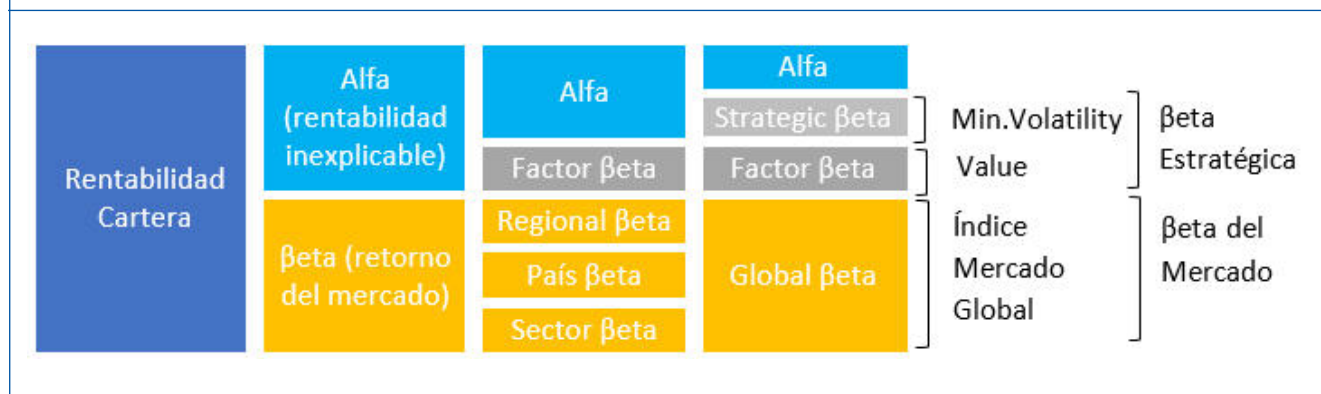 Rentabilidad
Cartera
Alfa
(rentabilidad
inexplicable)
βeta (retorno
del mercado)
Alfa
Factor βeta
Regional βeta
País βeta
Sector βeta
Alfa
Strategic βeta
Factor βeta
Global βeta
Min.Volatility
Value
Índice
Mercado
Global
βeta
Estratégica
βeta del
Mercado